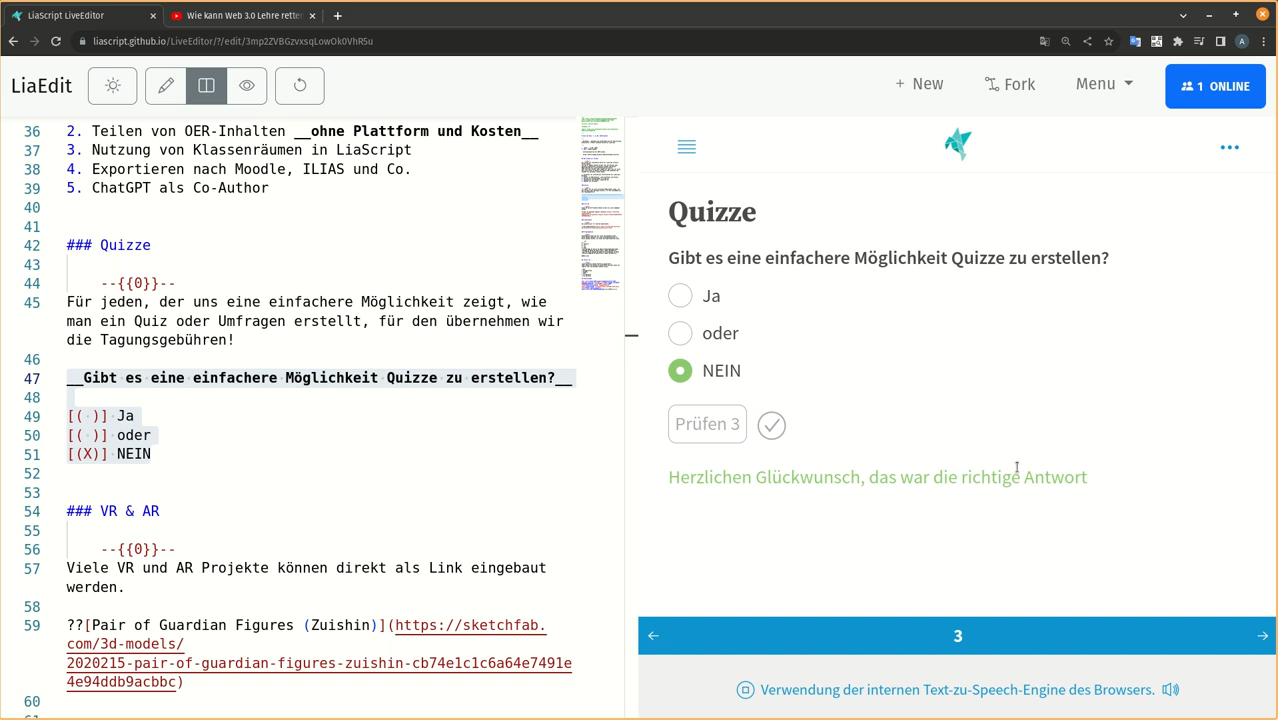 LiaScript LiveEditor
Wie kann Web 3.0 Lehre rette
liascript.github.io/LiveEditor/?/edit/3mp2ZVBGzvxsqLowOk0VhR5u
A
LiaEdit
+ New
Fork
Menu
1 ONLINE
36 2. Teilen von OER-Inhalten __ohne Plattform und Kosten__
37 3. Nutzung von Klassenräumen in LiaScript
38 4. Exportieren nach Moodle, ILIAS und Co.
39 5. ChatGPT der Co-Author
40
41
42 ### Quizze
43
44 --{{0}}--
45 Für jeden, der uns eine einfache Möglichkeit zeigt, wie
man ein Quiz oder Umfragen erstellt, für den übernehmen wir
die Tagungsgebühren!
46
47 __Gibt es eine einfachere Möglichkeit Quizze zu erstellen?__
48
49 [( )] Ja
50 [( )] oder
51 [(X)] NEIN
52
53
54 ### VR & AR
55
56 --{{0}}--
57 Viele VR und AR Projekte können direkt als Link eingebaut
werden.
58
59 ??[Pair of Guardian Figures (Zuishin)](https://sketchfab.
com/3d-models/
2020215-pair-of-guardian-figures-zuishin-cb74e1c1c6a64e7491e
4e94ddb9acbbc)
60
Quizze
Gibt es eine einfachere Möglichkeit Quizze zu erstellen?
Ja
oder
NEIN
Prüfen 3
Herzlichen Glückwunsch, das war die richtige Antwort
3
Verwendung der internen Text-zu-Speech-Engine des Browsers.